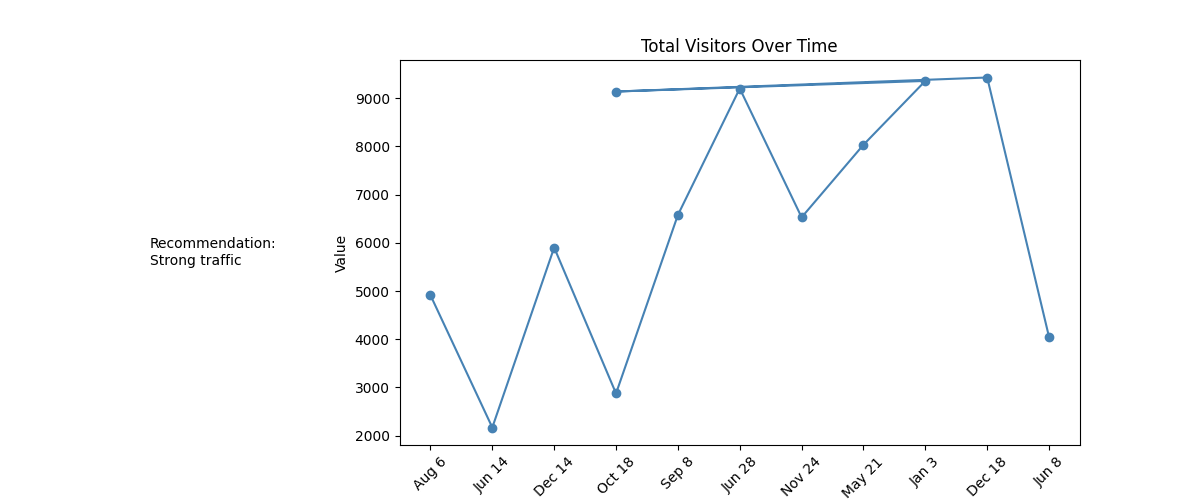 Total Visitors Over Time
Recommendation:
Strong traffic
Value
9000
8000
7000
6000
5000
4000
3000
2000
Aug 6
Jun 14
Dec 14
Oct 18
Sep 8
Jun 28
Nov 24
May 21
Jan 3
Dec 18
Jun 8